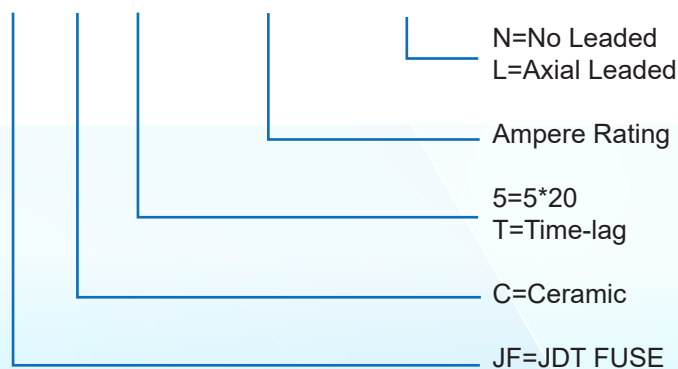 N=No Leaded
L=Axial Leaded
Ampere Rating
5=5*20
T=Time-lag
C=Ceramic
JF=JDT FUSE